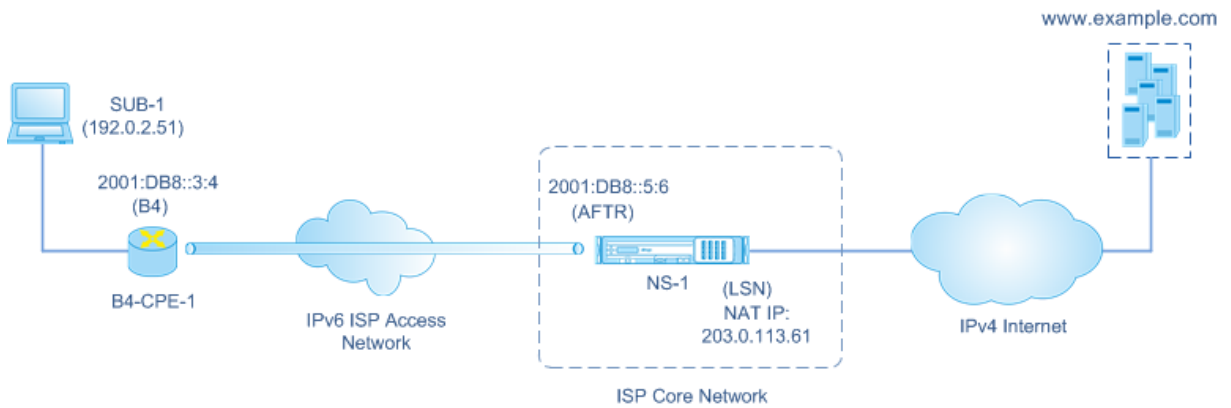 www.example.com
SUB-1
(192.0.2.51)
2001:DB8::3:4
(B4)
B4-CPE-1
IPv6 ISP Access
Network
2001:DB8::5:6
(AFTR)
NS-1
(LSN)
NAT IP:
203.0.113.61
ISP Core Network
IPv4 Internet